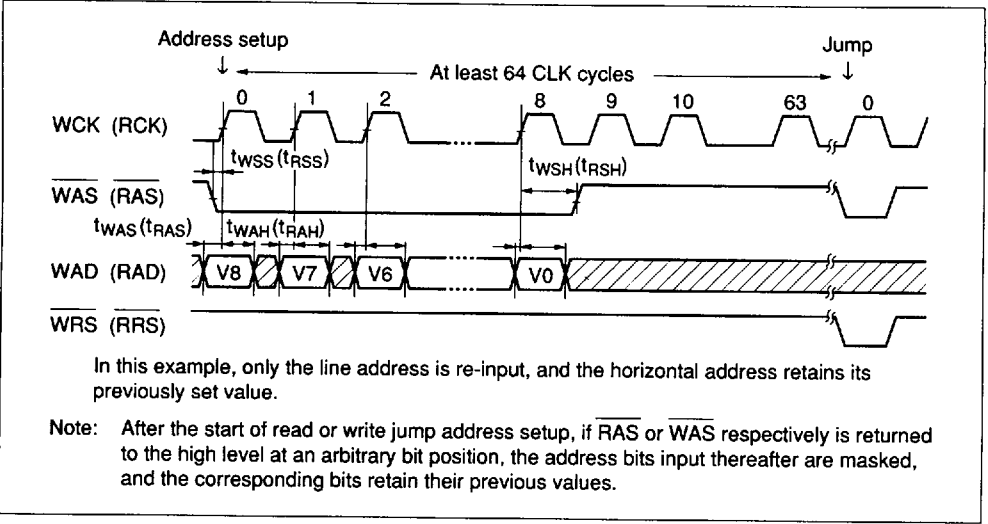 Address setup
Jump
At least 64 CLK cycles
0 1 2 8 9 10 63 0
WCK (RCK)
tWSS (tRSS)
tWSH (tRSH)
WAS (RAS)
tWAS (tRAS) tWAH (tRAH)
WAD (RAD) V8 V7 V6 V0
WRS (RRS)
In this example, only the line address is re-input, and the horizontal address retains its
previously set value.
Note: After the start of read or write jump address setup, if RAS or WAS respectively is returned
to the high level at an arbitrary bit position, the address bits input thereafter are masked,
and the corresponding bits retain their previous values.